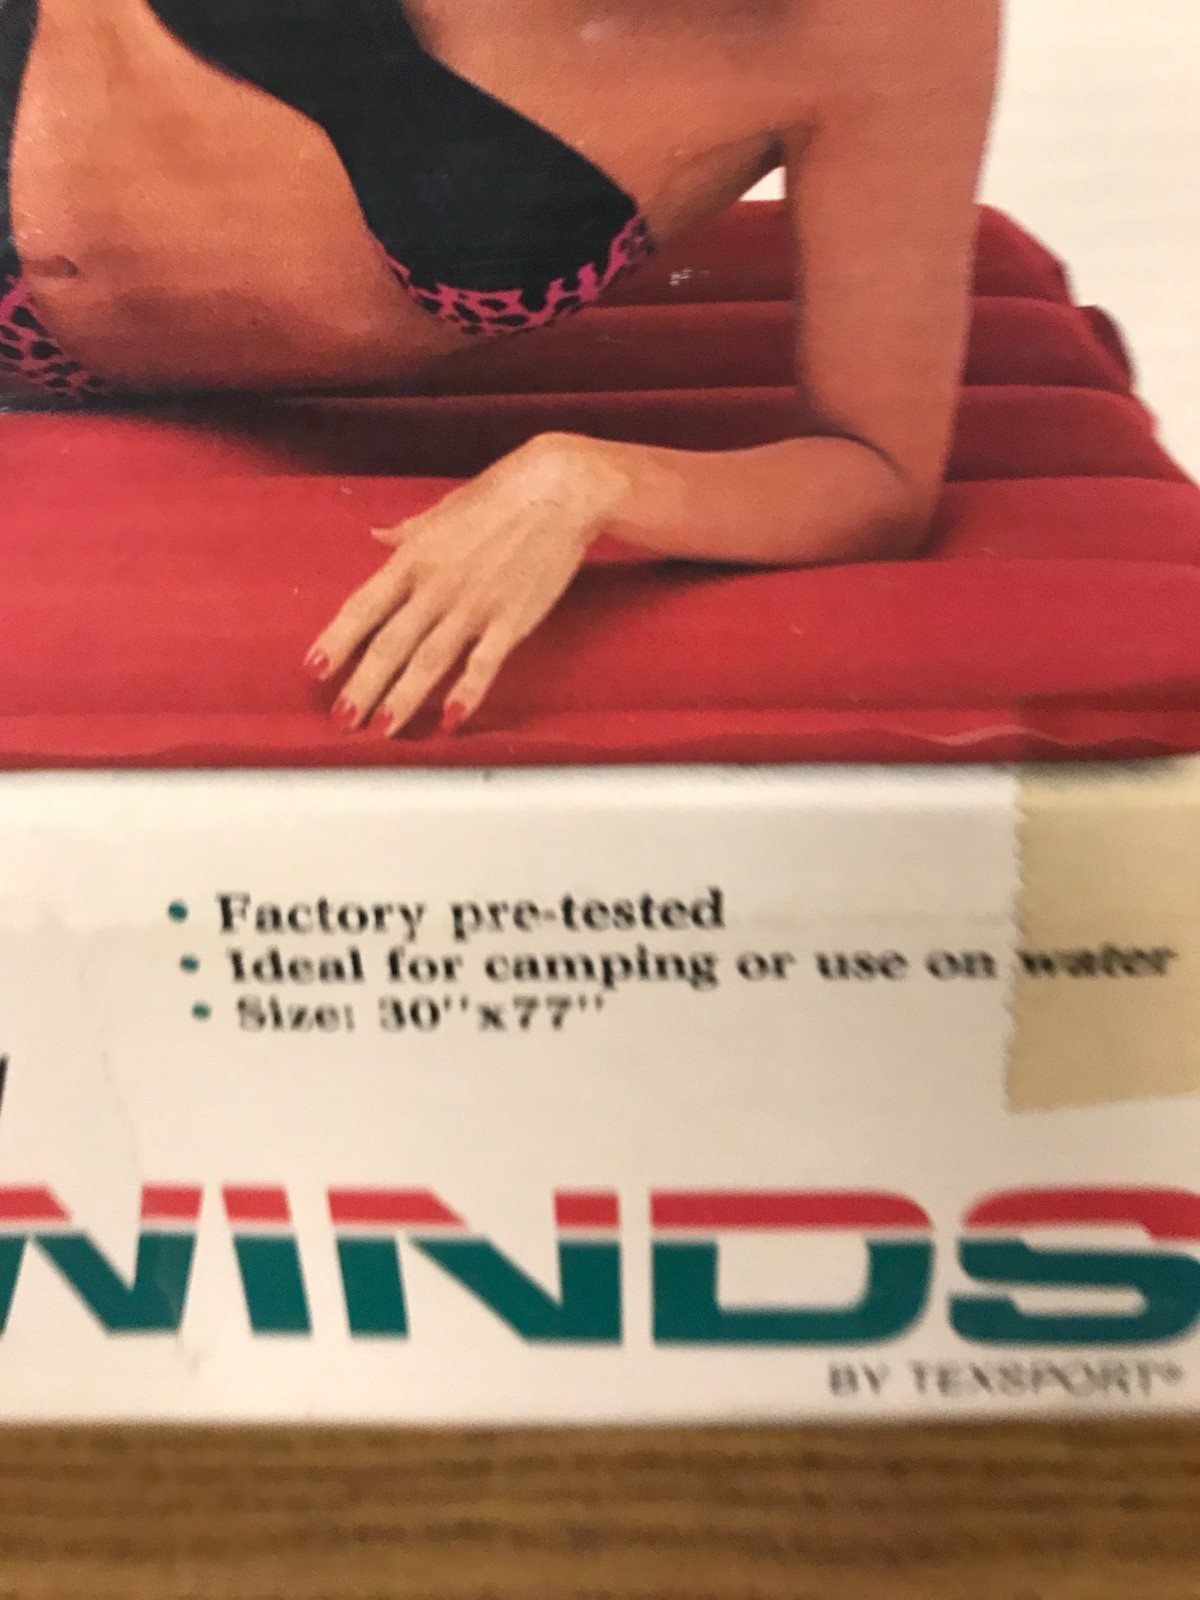 • Factory pre-tested
• Ideal for camping or use on water
• Size: 30"x77"
WINDS
BY TEXSPORT®